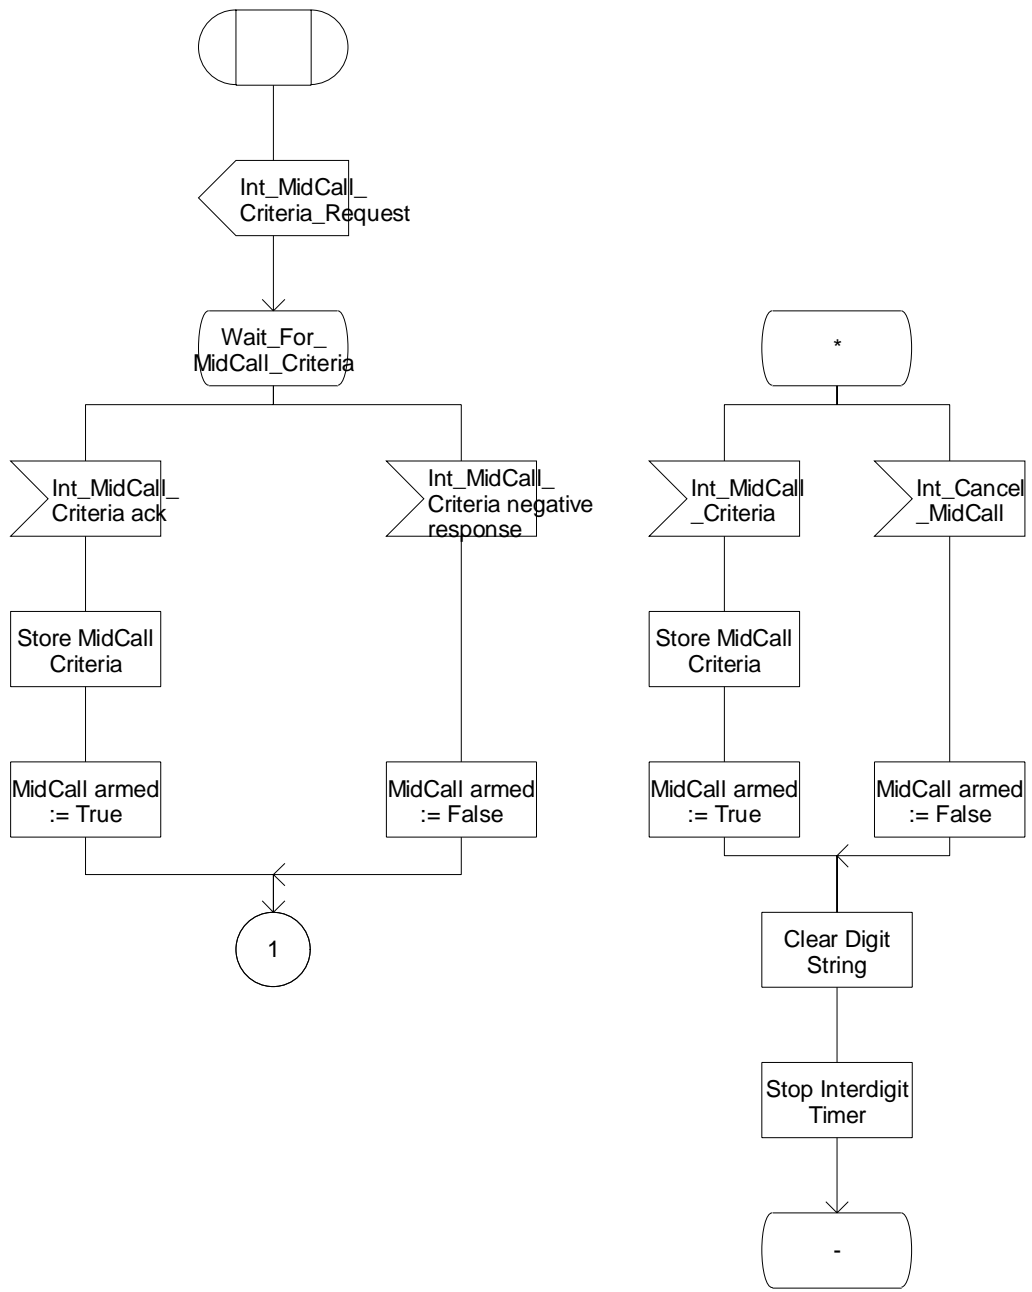 Int_MidCall_
Criteria_Request
Wait_For_
MidCall_Criteria
Int_MidCall_
Criteria ack
Int_MidCall_
Criteria negative
response
Store MidCall
Criteria
MidCall armed
:= True
MidCall armed
:= False
1
*
Int_MidCall
_Criteria
Int_Cancel
_MidCall
Store MidCall
Criteria
MidCall armed
:= True
MidCall armed
:= False
Clear Digit
String
Stop Interdigit
Timer
-